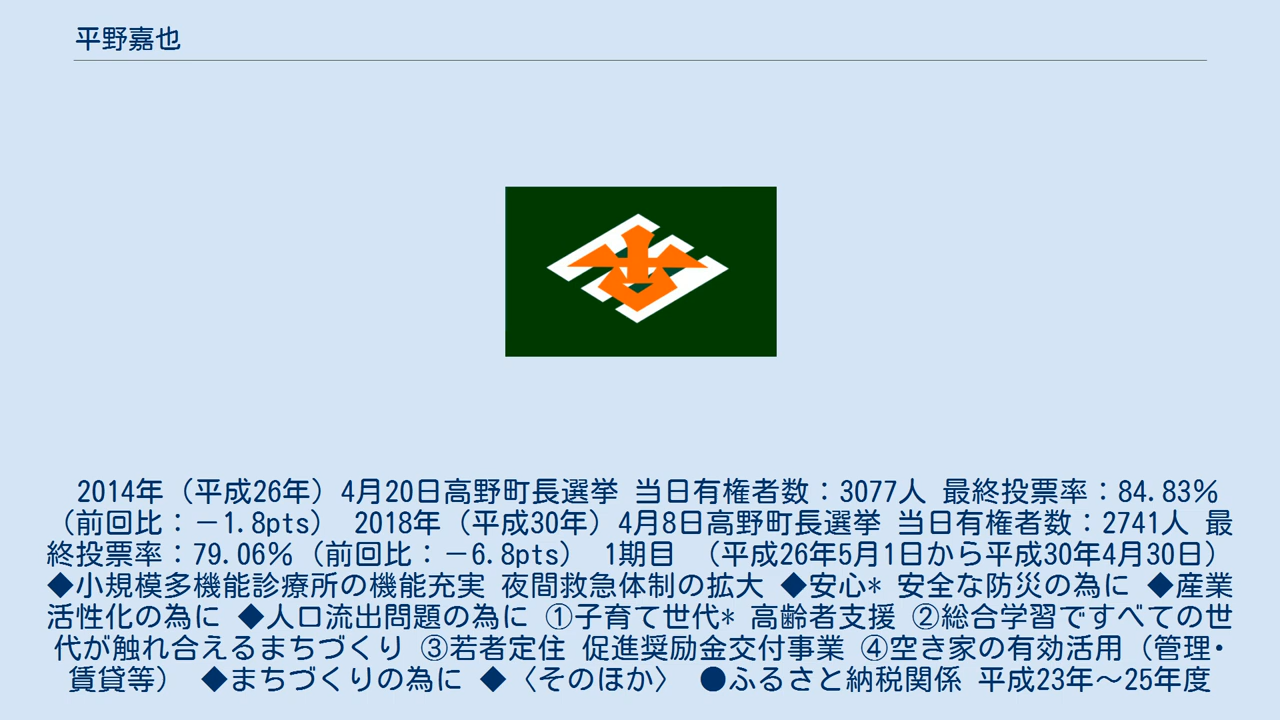 平野嘉也
2014年（平成26年）4月20日高野町長選挙 当日有権者数：3077人 最終投票率：84.83％
（前回比：－1.8pts） 2018年（平成30年）4月8日高野町長選挙 当日有権者数：2741人 最
終投票率：79.06％（前回比：－6.8pts） 1期目 （平成26年5月1日から平成30年4月30日）
◆小規模多機能診療所の機能充実 夜間救急体制の拡大 ◆安心* 安全な防災の為に ◆産業
活性化の為に ◆人口流出問題の為に ①子育て世代* 高齢者支援 ②総合学習ですべての世
代が触れ合えるまちづくり ③若者定住 促進奨励金交付事業 ④空き家の有効活用（管理・
賃貸等） ◆まちづくりの為に ◆〈そのほか〉 ●ふるさと納税関係 平成23年～25年度